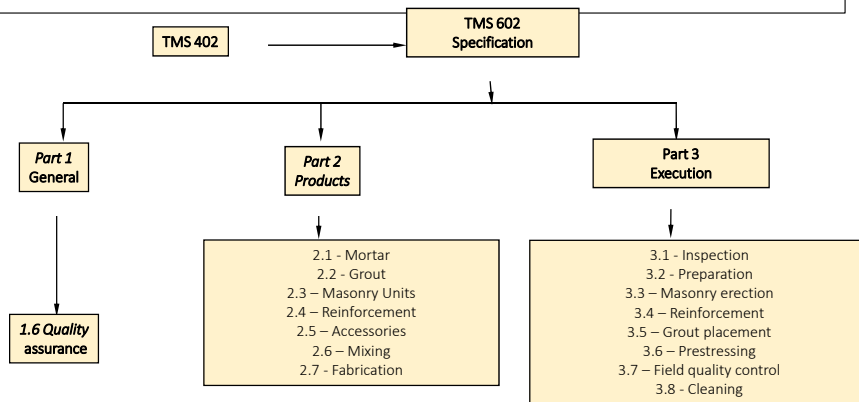 TMS 402
TMS 602
Specification
Part 1
General
Part 2
Products
Part 3
Execution
1.6 Quality
assurance
2.1 - Mortar
2.2 - Grout
2.3 – Masonry Units
2.4 – Reinforcement
2.5 – Accessories
2.6 – Mixing
2.7 - Fabrication
3.1 - Inspection
3.2 - Preparation
3.3 – Masonry erection
3.4 – Reinforcement
3.5 – Grout placement
3.6 – Prestressing
3.7 – Field quality control
3.8 - Cleaning